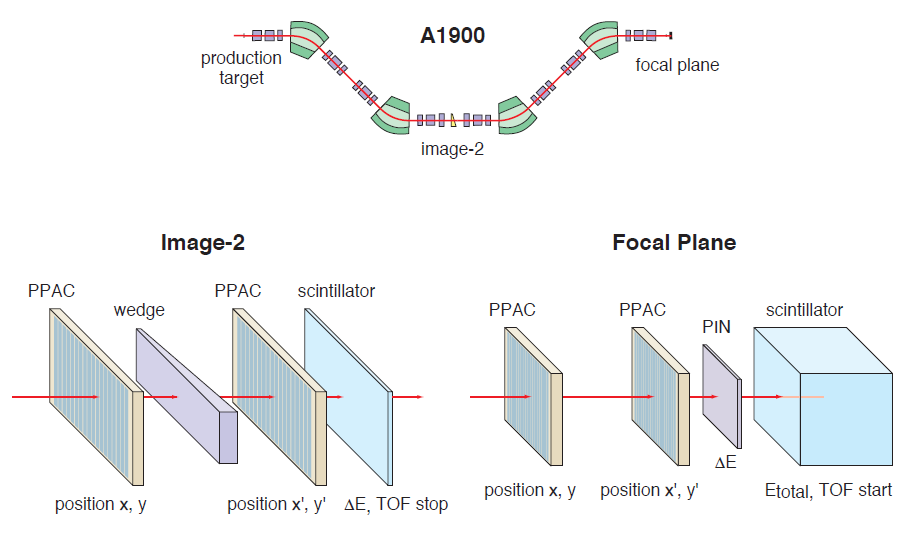 A1900
production
target
focal plane
image-2
Image-2
Focal Plane
PPAC
wedge
PPAC
scintillator
position x, y
position x', y'
ΔE, TOF stop
PPAC
PPAC
PIN
scintillator
ΔE
position x, y
position x', y'
Etotal, TOF start